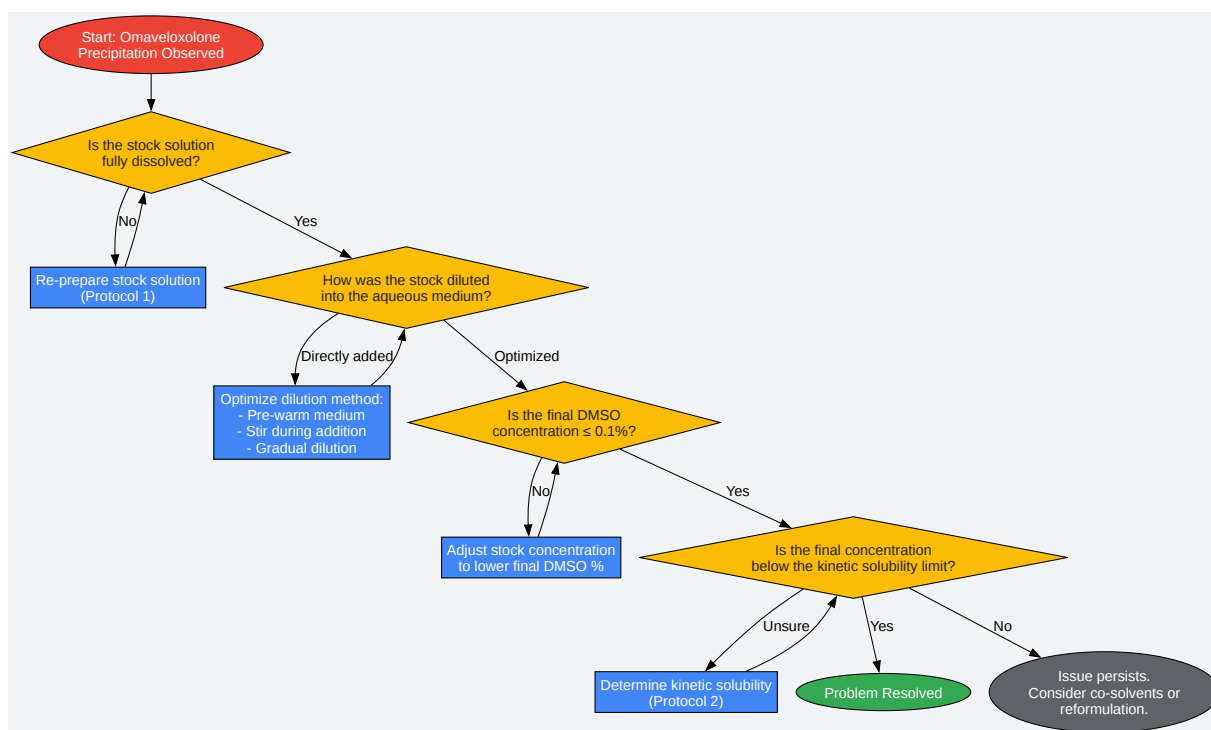 Start: Omaveloxolone
Precipitation Observed
Is the stock solution
fully dissolved?
No
Yes
Re-prepare stock solution
(Protocol 1)
How was the stock diluted
into the aqueous medium?
Directly added
Optimized
Optimize dilution method:
- Pre-warm medium
- Stir during addition
- Gradual dilution
Is the final DMSO
concentration ≤ 0.1%?
No
Yes
Adjust stock concentration
to lower final DMSO %
Is the final concentration
below the kinetic solubility limit?
Unsure
Yes
No
Determine kinetic solubility
(Protocol 2)
Problem Resolved
Issue persists.
Consider co-solvents or
reformulation.